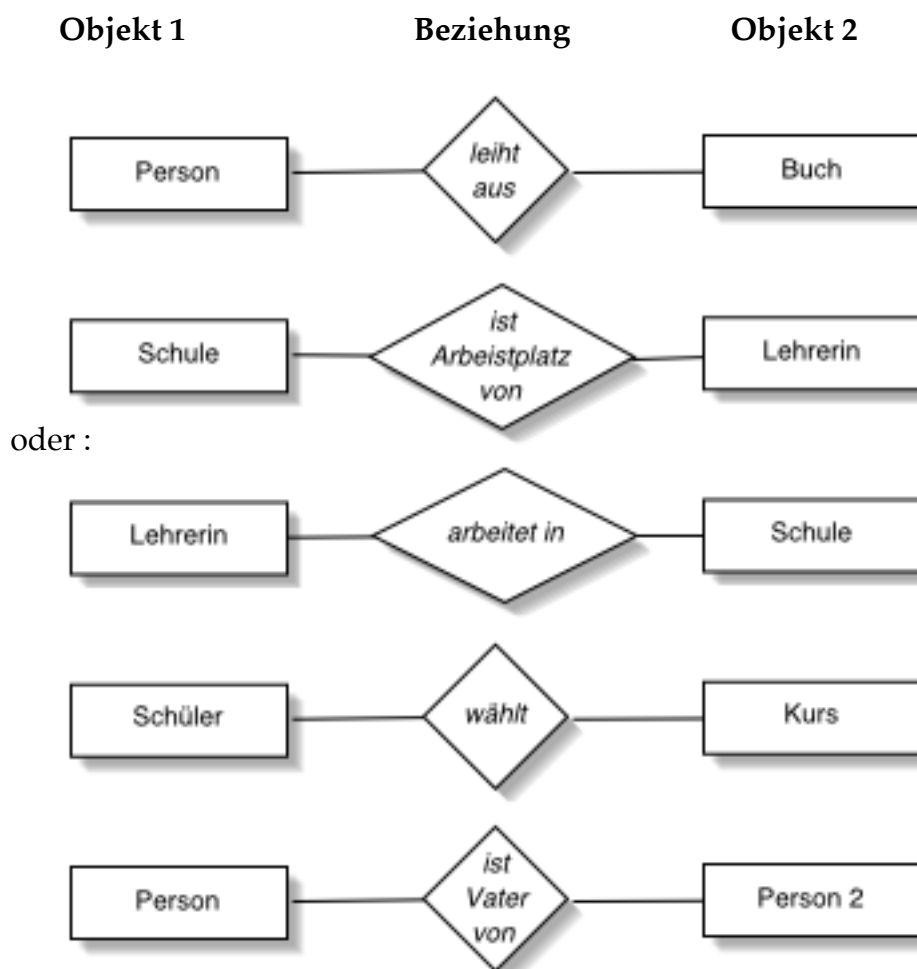 Objekt 1 Beziehung Objekt 2
Person leiht aus Buch
Schule ist Arbeistplatz von Lehrerin
oder :
Lehrerin arbeitet in Schule
Schüler wählt Kurs
Person ist Vater von Person 2